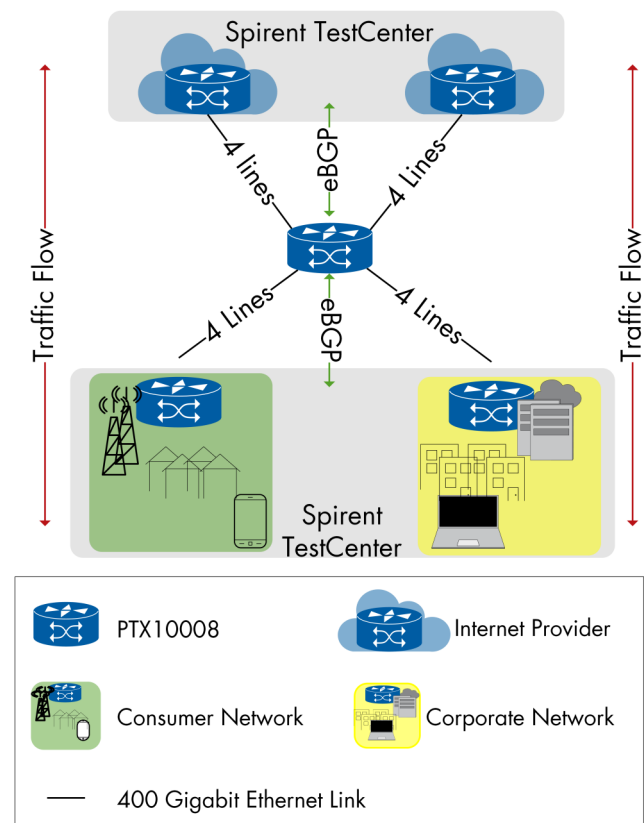 Spirent TestCenter
4 lines
eBGP
4 Lines
Traffic Flow
Traffic Flow
4 Lines
eBGP
4 Lines
Spirent
TestCenter
PTX10008
Internet Provider
Consumer Network
Corporate Network
400 Gigabit Ethernet Link